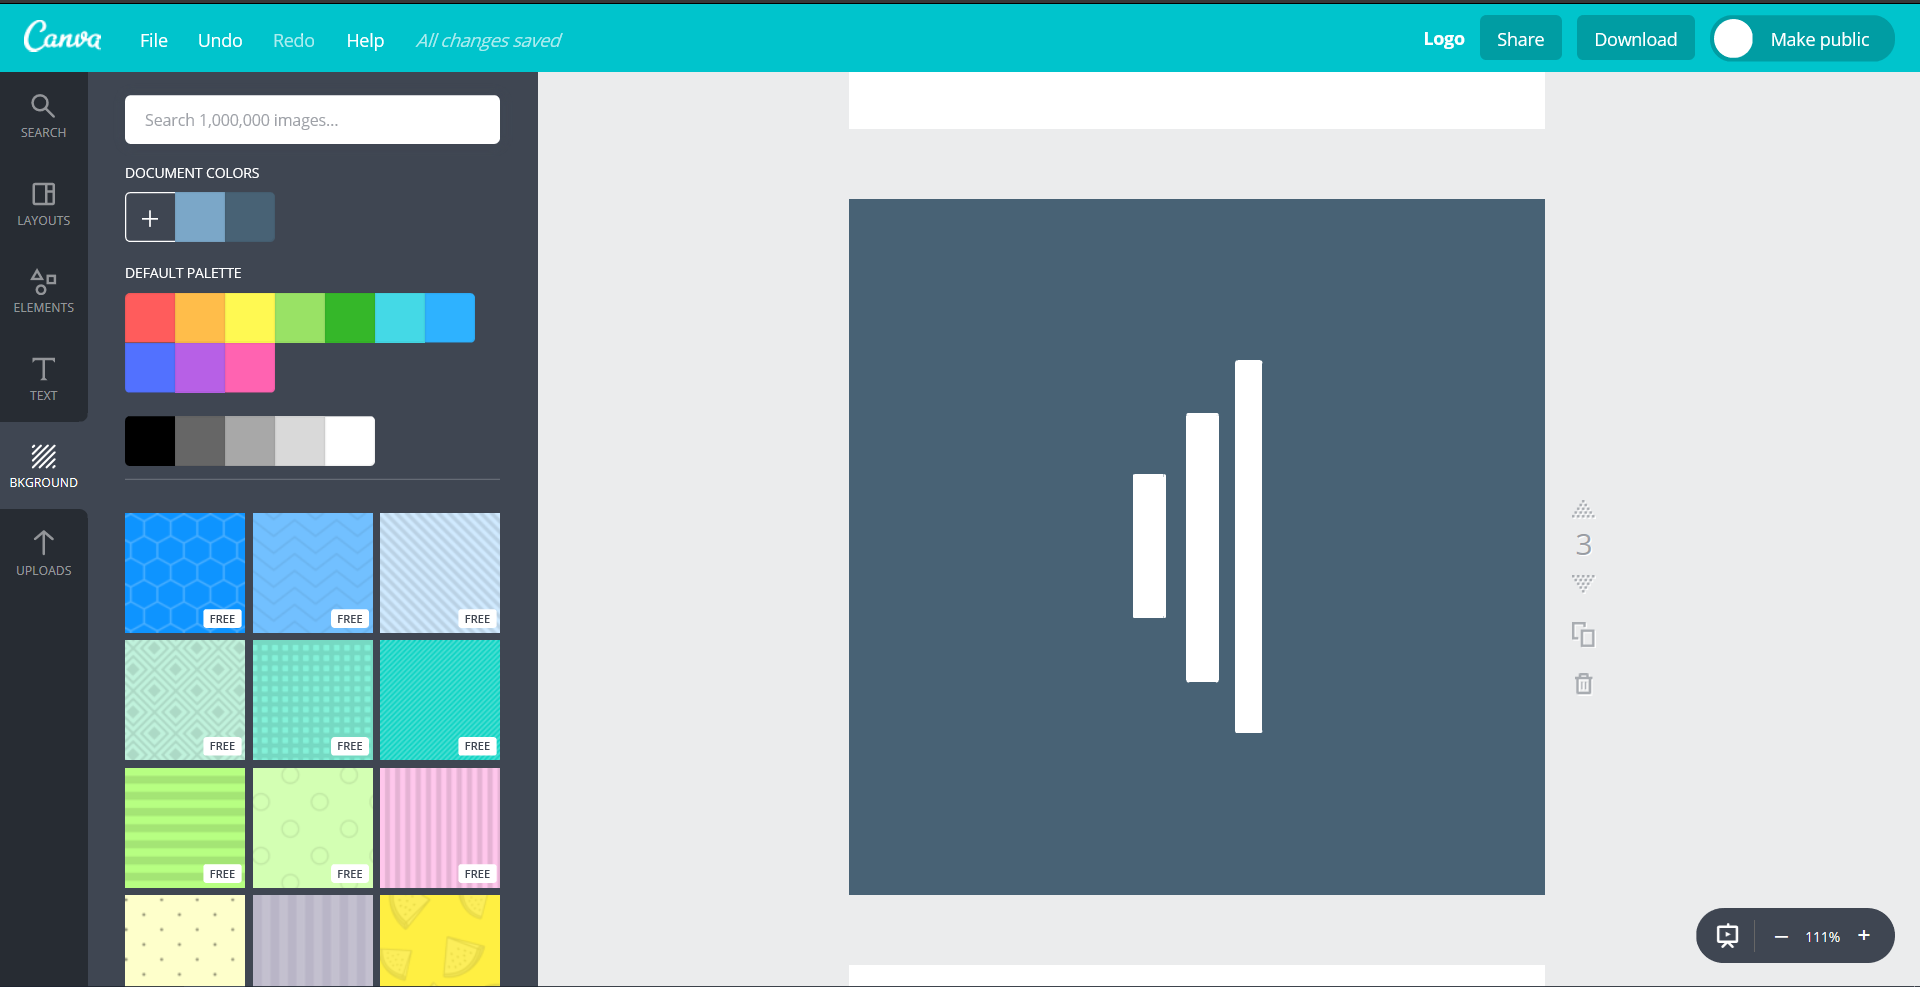 Canva File Undo Redo Help All changes saved Logo Share Download Make public
SEARCH
LAYOUTS
ELEMENTS
TEXT
BKGROUND
UPLOADS
Search 1,000,000 images...
DOCUMENT COLORS
+
DEFAULT PALETTE
FREE FREE FREE
FREE FREE FREE
FREE FREE FREE
3
− 111% +